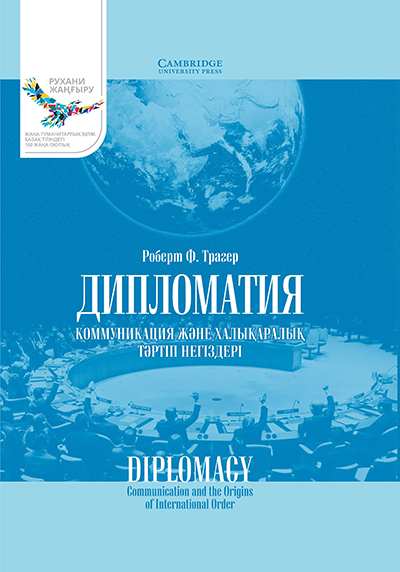 РУХАНИ
ЖАҢҒЫРУ
ЖАҢА ГУМАНИТАРЛЫҚ БІЛІМ.
ҚАЗАҚ ТІЛІНДЕГІ
100 ЖАҢА ОҚУЛЫҚ
CAMBRIDGE
UNIVERSITY PRESS
Роберт Ф. Трагер
ДИПЛОМАТИЯ
КОММУНИКАЦИЯ ЖӘНЕ ХАЛЫҚАРАЛЫҚ
ТӘРТІП НЕГІЗДЕРІ
DIPLOMACY
Communication and the Origins
of International Order